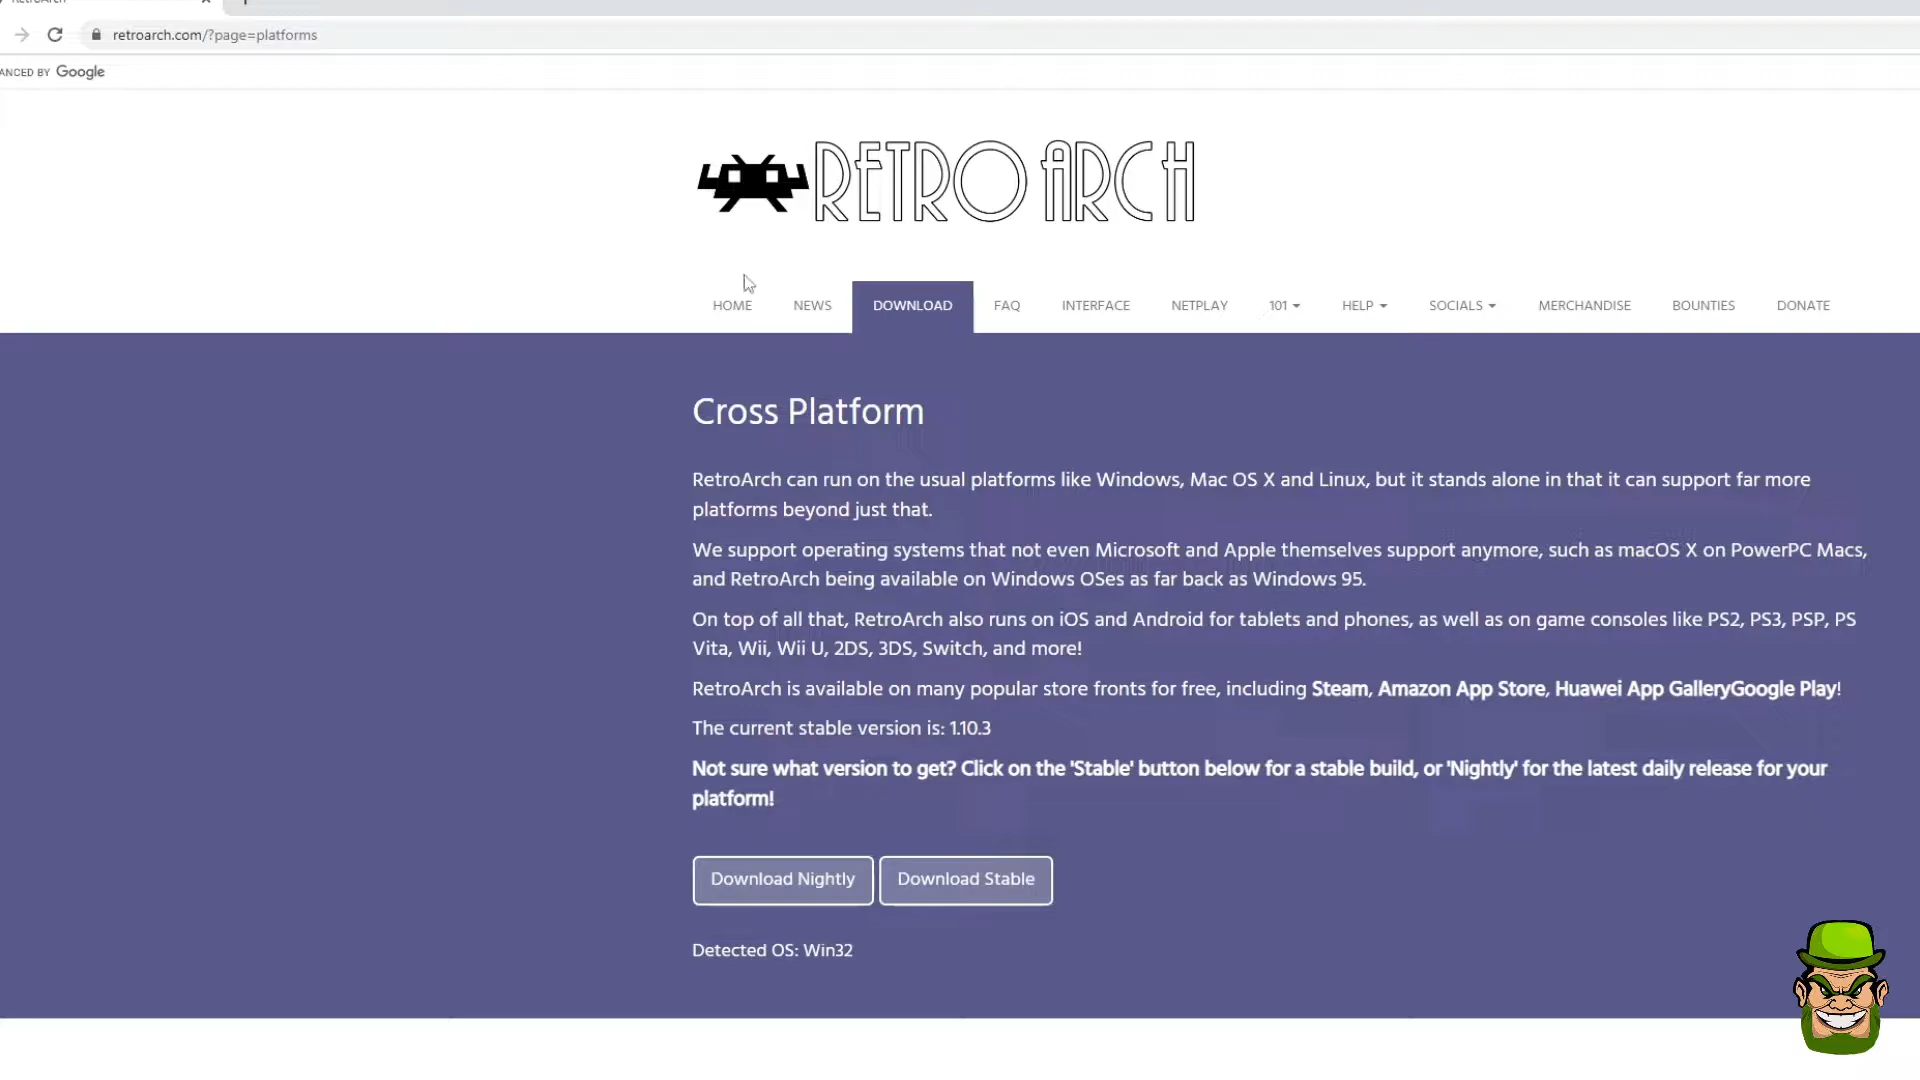 retroarch.com/?page=platforms
ANCED BY Google
RETROARCH
HOME NEWS DOWNLOAD FAQ INTERFACE NETPLAY 101 HELP SOCIALS MERCHANDISE BOUNTIES DONATE
Cross Platform
RetroArch can run on the usual platforms like Windows, Mac OS X and Linux, but it stands alone in that it can support far more
platforms beyond just that.
We support operating systems that not even Microsoft and Apple themselves support anymore, such as macOS X on PowerPC Macs,
and RetroArch being available on Windows OSes as far back as Windows 95.
On top of all that, RetroArch also runs on iOS and Android for tablets and phones, as well as on game consoles like PS2, PS3, PSP, PS
Vita, Wii, Wii U, 2DS, 3DS, Switch, and more!
RetroArch is available on many popular store fronts for free, including Steam, Amazon App Store, Huawei App GalleryGoogle Play!
The current stable version is: 1.10.3
Not sure what version to get? Click on the 'Stable' button below for a stable build, or 'Nightly' for the latest daily release for your
platform!
Download Nightly Download Stable
Detected OS: Win32